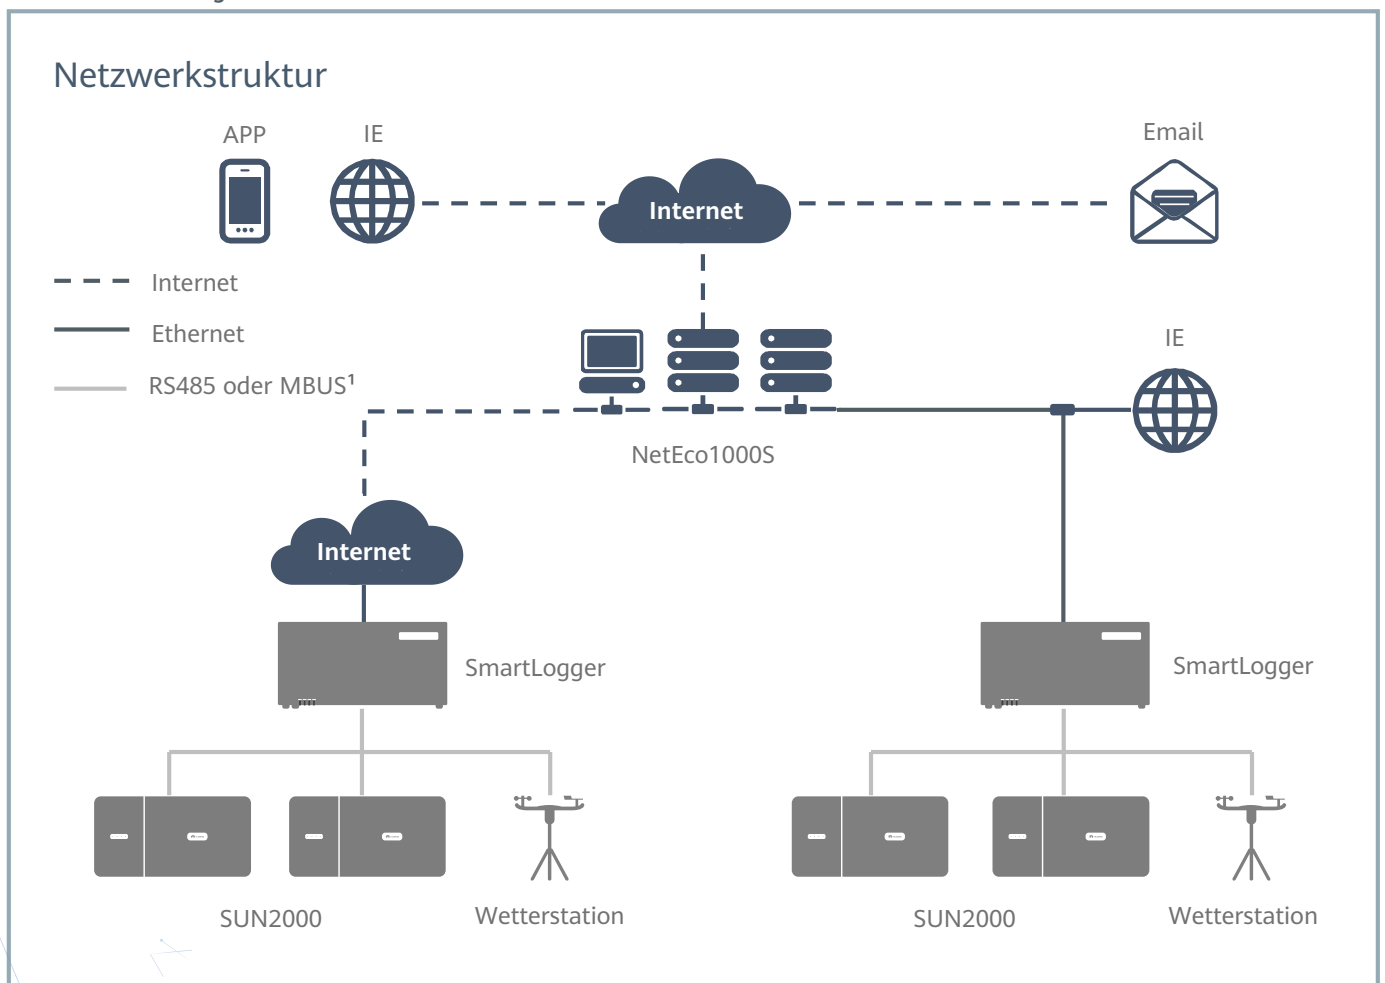 Netzwerkstruktur
APP
IE
Email
Internet
Internet
Ethernet
RS485 oder MBUS¹
IE
NetEco1000S
Internet
SmartLogger
SmartLogger
SUN2000
Wetterstation
SUN2000
Wetterstation